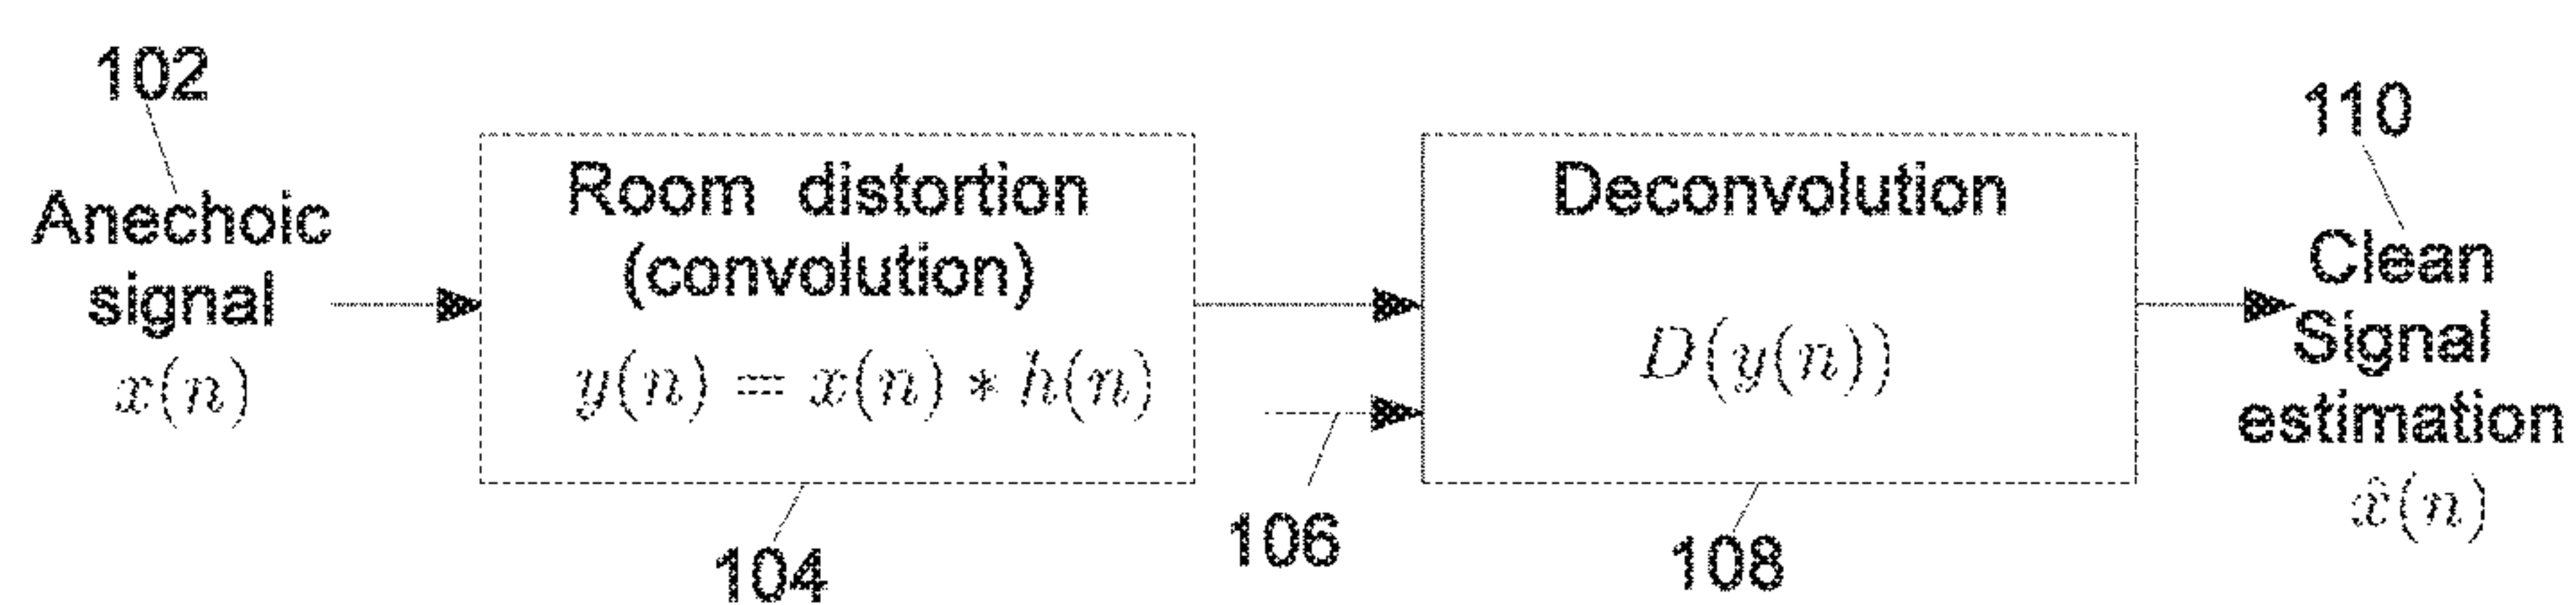 102
Anechoic
signal
x(n)
Room distortion
(convolution)
y(n) = x(n) * h(n)
104
106
Deconvolution
D(y(n))
108
110
Clean
Signal
estimation
x̂(n)